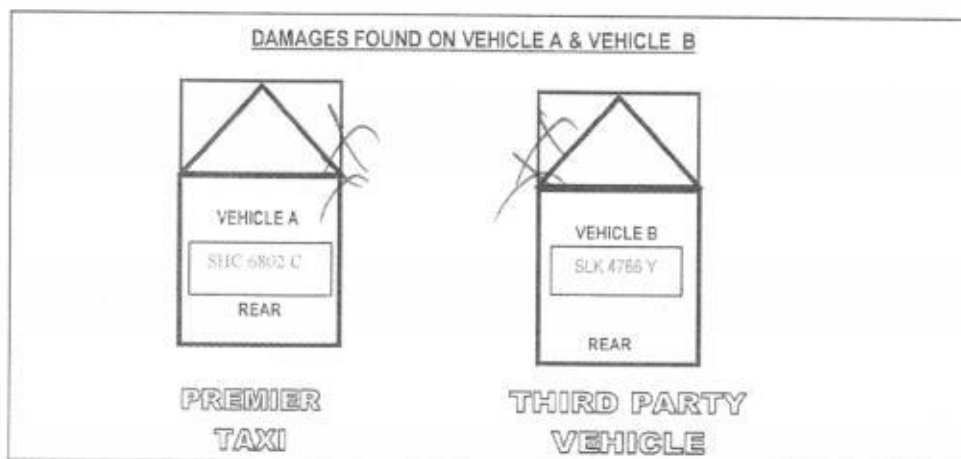 DAMAGES FOUND ON VEHICLE A & VEHICLE B
VEHICLE A
SHC 6802 C
REAR
PREMIER
TAXI
VEHICLE B
SLK 4766 Y
REAR
THIRD PARTY
VEHICLE